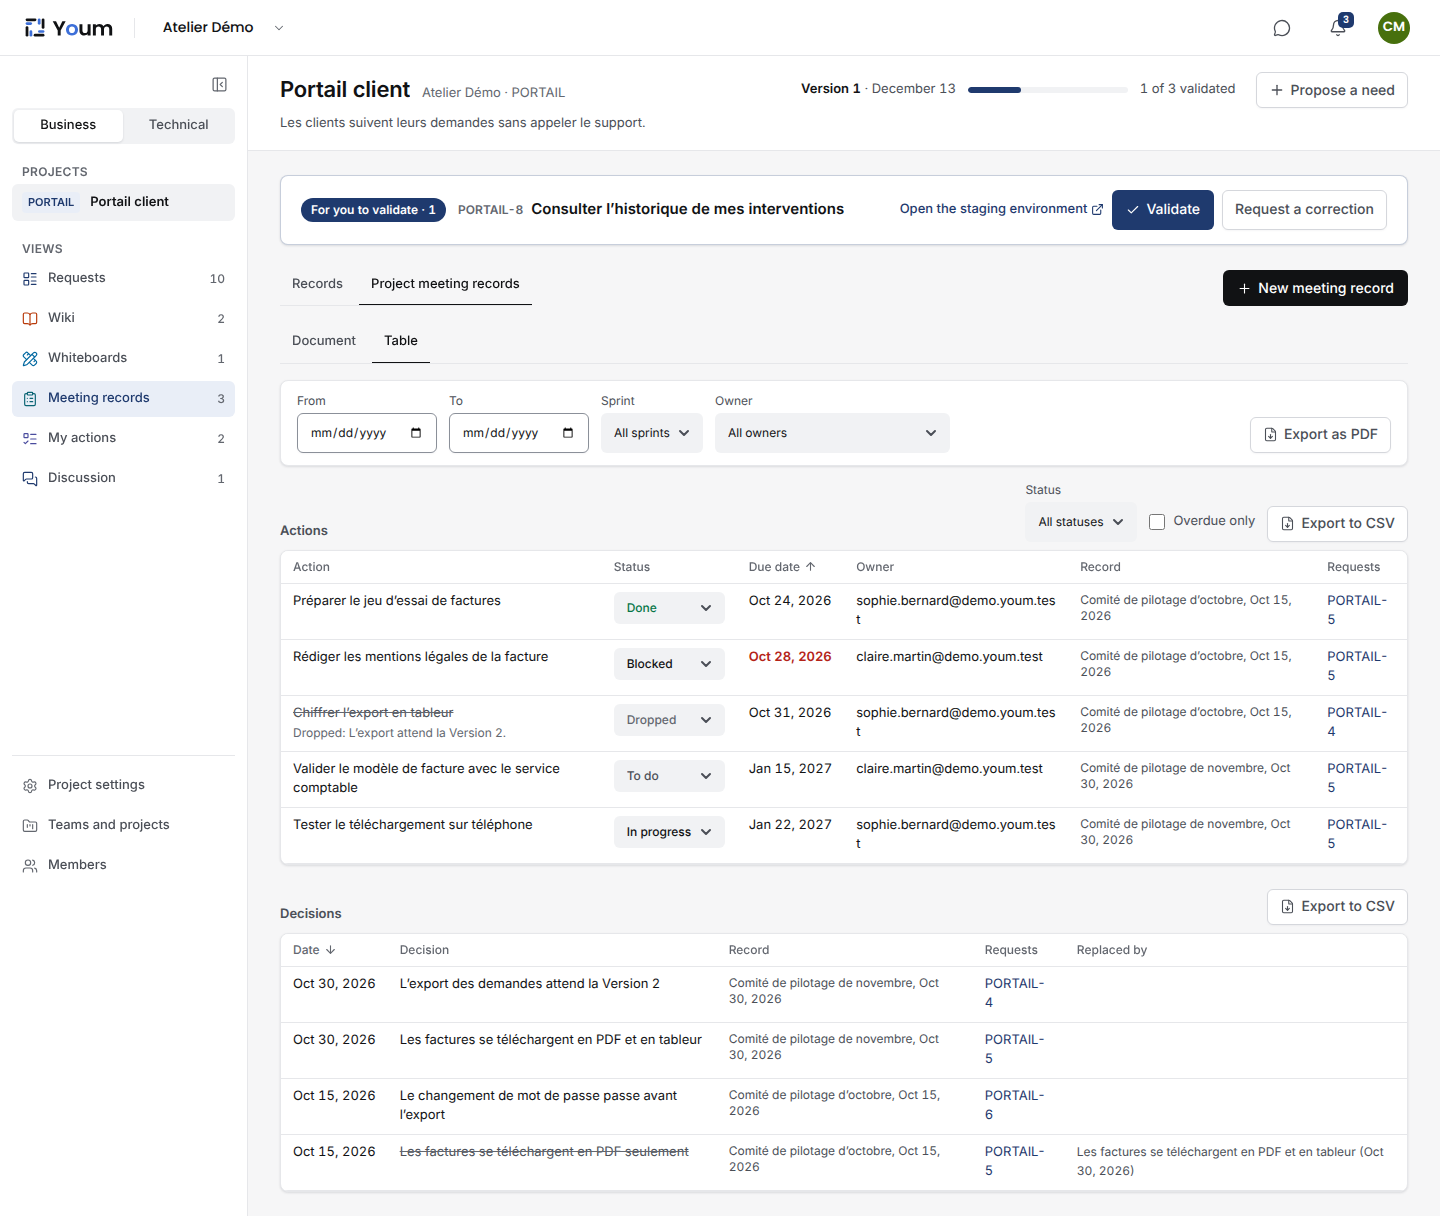 Youm
Atelier Démo
3
CM
Business
Technical
PROJECTS
PORTAIL Portail client
VIEWS
Requests 10
Wiki 2
Whiteboards 1
Meeting records 3
My actions 2
Discussion 1
Project settings
Teams and projects
Members
Portail client Atelier Démo · PORTAIL
Version 1 · December 13
1 of 3 validated
Propose a need
Les clients suivent leurs demandes sans appeler le support.
For you to validate · 1 PORTAIL-8 Consulter l’historique de mes interventions
Open the staging environment
Validate
Request a correction
Records
Project meeting records
New meeting record
Document
Table
From
To
Sprint
Owner
mm/dd/yyyy
mm/dd/yyyy
All sprints
All owners
Export as PDF
Status
Actions
All statuses
Overdue only
Export to CSV
Action Status Due date Owner Record Requests
Préparer le jeu d’essai de factures
Done
Oct 24, 2026
sophie.bernard@demo.youm.tes
t
Comité de pilotage d’octobre, Oct 15,
2026
PORTAIL-
5
Rédiger les mentions légales de la facture
Blocked
Oct 28, 2026
claire.martin@demo.youm.test
Comité de pilotage d’octobre, Oct 15,
2026
PORTAIL-
5
Chiffrer l’export en tableur
Dropped: L’export attend la Version 2.
Dropped
Oct 31, 2026
sophie.bernard@demo.youm.tes
t
Comité de pilotage d’octobre, Oct 15,
2026
PORTAIL-
4
Valider le modèle de facture avec le service
comptable
To do
Jan 15, 2027
claire.martin@demo.youm.test
Comité de pilotage de novembre, Oct
30, 2026
PORTAIL-
5
Tester le téléchargement sur téléphone
In progress
Jan 22, 2027
sophie.bernard@demo.youm.tes
t
Comité de pilotage de novembre, Oct
30, 2026
PORTAIL-
5
Decisions
Export to CSV
Date Decision Record Requests Replaced by
Oct 30, 2026
L’export des demandes attend la Version 2
Comité de pilotage de novembre, Oct
30, 2026
PORTAIL-
4
Oct 30, 2026
Les factures se téléchargent en PDF et en tableur
Comité de pilotage de novembre, Oct
30, 2026
PORTAIL-
5
Oct 15, 2026
Le changement de mot de passe passe avant
l’export
Comité de pilotage d’octobre, Oct 15,
2026
PORTAIL-
6
Oct 15, 2026
Les factures se téléchargent en PDF seulement
Comité de pilotage d’octobre, Oct 15,
2026
PORTAIL-
5
Les factures se téléchargent en PDF et en tableur (Oct
30, 2026)